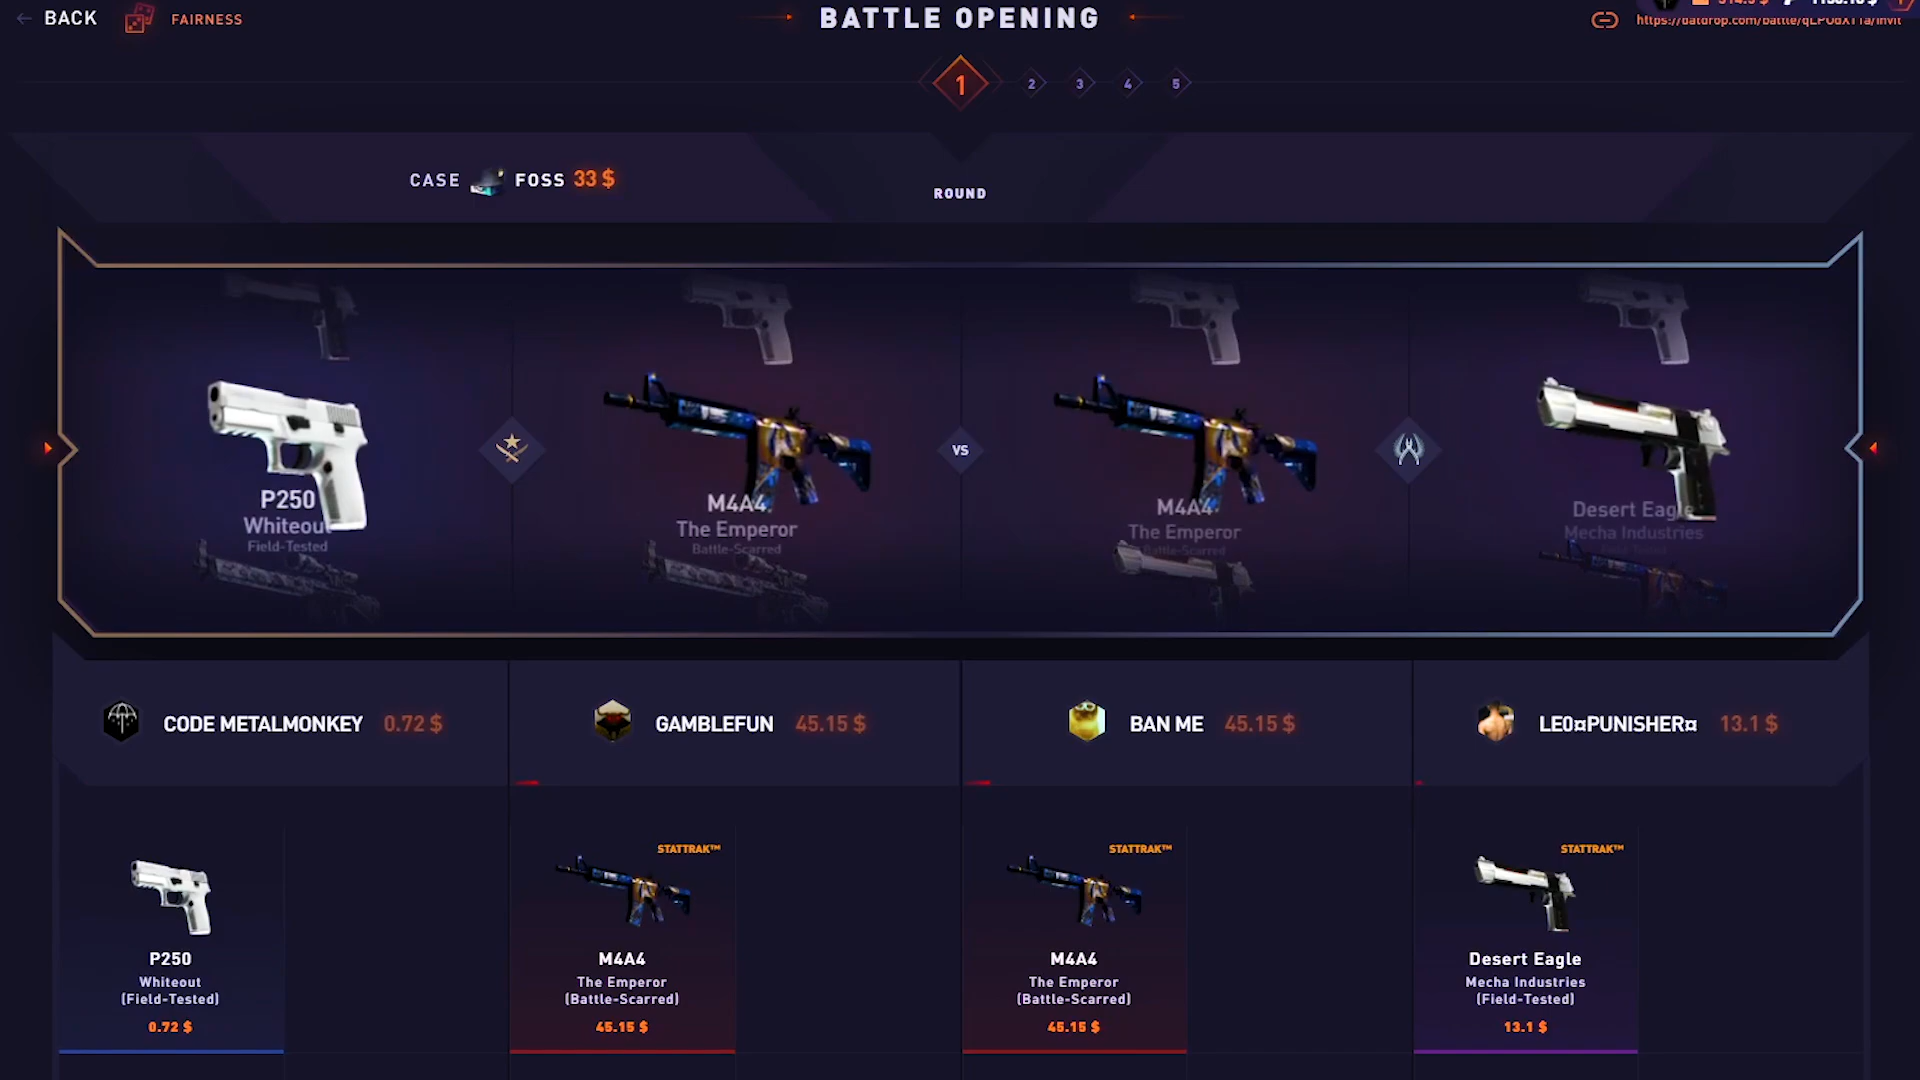 BACK
FAIRNESS
BATTLE OPENING
1
2
3
4
5
CASE FOSS 33 $
ROUND
P250
Whiteout
Field-Tested
M4A4
The Emperor
Battle-Scarred
VS
M4A4
The Emperor
Battle-Scarred
Desert Eagle
Mecha Industries
CODE METALMONKEY 0.72 $
GAMBLEFUN 45.15 $
BAN ME 45.15 $
LE0¤PUNISHER¤ 13.1 $
P250
Whiteout
(Field-Tested)
0.72 $
STATTRAK™
M4A4
The Emperor
(Battle-Scarred)
45.15 $
STATTRAK™
M4A4
The Emperor
(Battle-Scarred)
45.15 $
STATTRAK™
Desert Eagle
Mecha Industries
(Field-Tested)
13.1 $